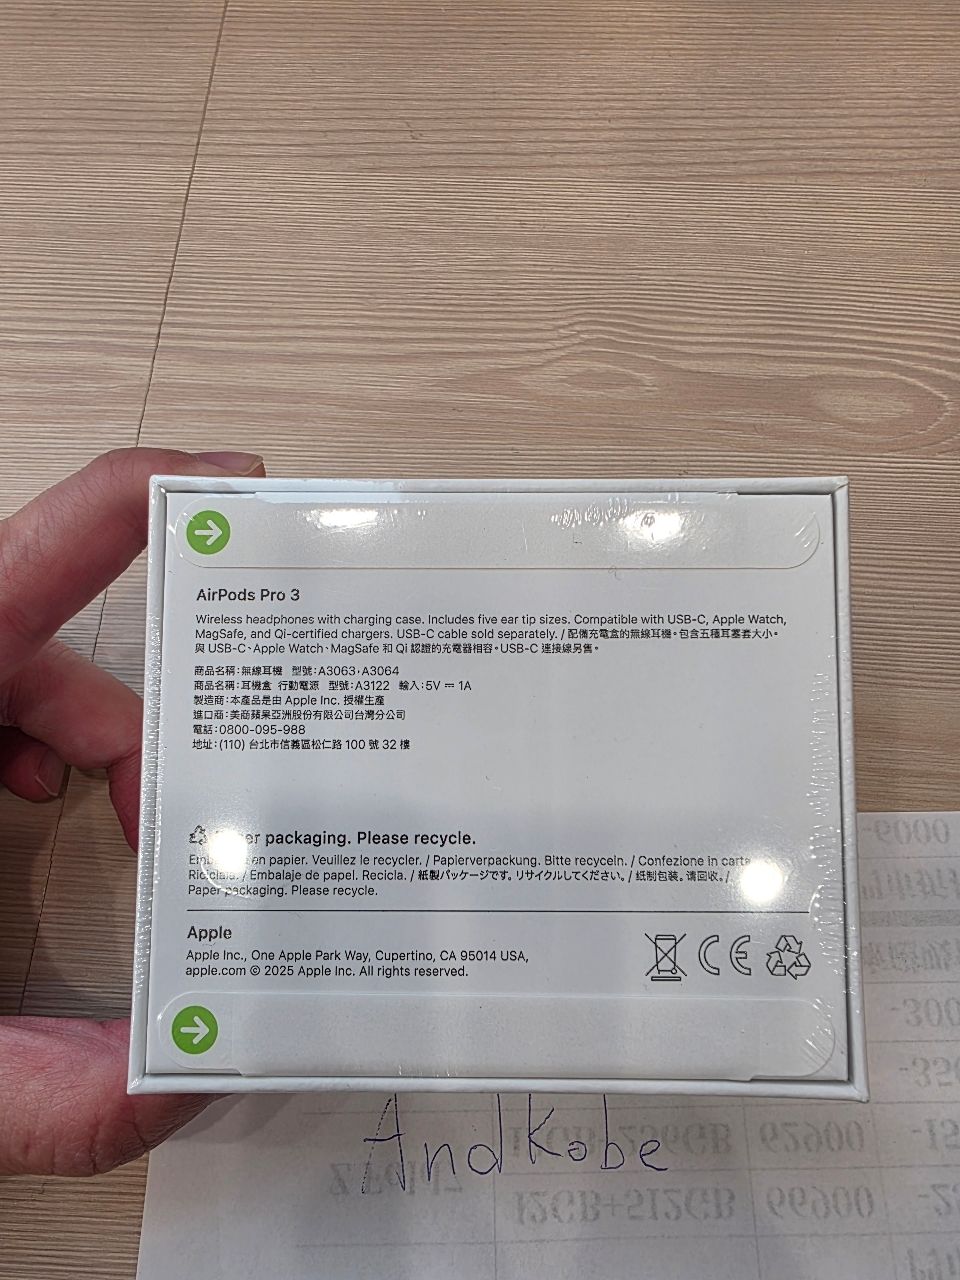 AirPods Pro 3
Wireless headphones with charging case. Includes five ear tip sizes. Compatible with USB-C, Apple Watch,
MagSafe, and Qi-certified chargers. USB-C cable sold separately. / 配備充電盒的無線耳機。包含五種耳塞套大小。
與 USB-C、Apple Watch、MagSafe 和 Qi 認證的充電器相容。USB-C 連接線另售。
商品名稱:無線耳機 型號:A3063、A3064
商品名稱:耳機盒 行動電源 型號:A3122 輸入:5V ⎓ 1A
製造商:本產品是由 Apple Inc. 授權生產
進口商:美商蘋果亞洲股份有限公司台灣分公司
電話:0800-095-988
地址:(110) 台北市信義區松仁路 100 號 32 樓
packaging. Please recycle.
en papier. Veuillez le recycler. / Papierverpackung. Bitte recyceln. / Confezione in carta.
/ Embalaje de papel. Recicla. / 紙製パッケージです。リサイクルしてください。/ 纸制包装。请回收。/
Paper packaging. Please recycle.
Apple
Apple Inc., One Apple Park Way, Cupertino, CA 95014 USA,
apple.com © 2025 Apple Inc. All rights reserved.
CE
AndKobe
-6000
-300
62900
-15
12GB+512GB 66900